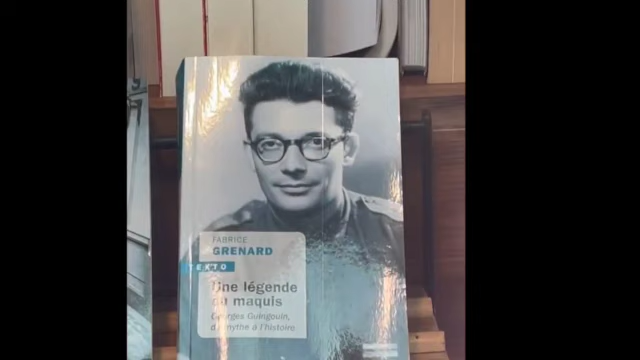 FABRICE
GRENARD
TEXTO
Une légende
du maquis
Georges Guingouin,
du mythe à l'histoire